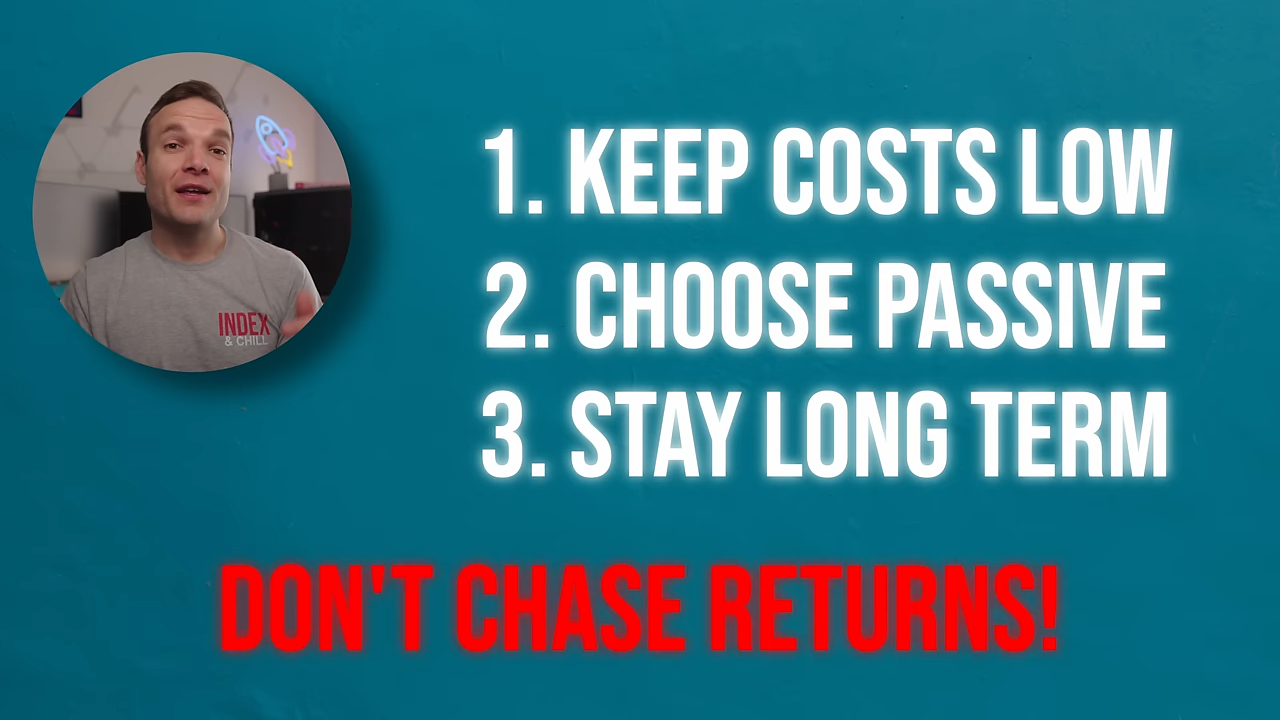 INDEX
& CHILL
1. KEEP COSTS LOW
2. CHOOSE PASSIVE
3. STAY LONG TERM
DON'T CHASE RETURNS!